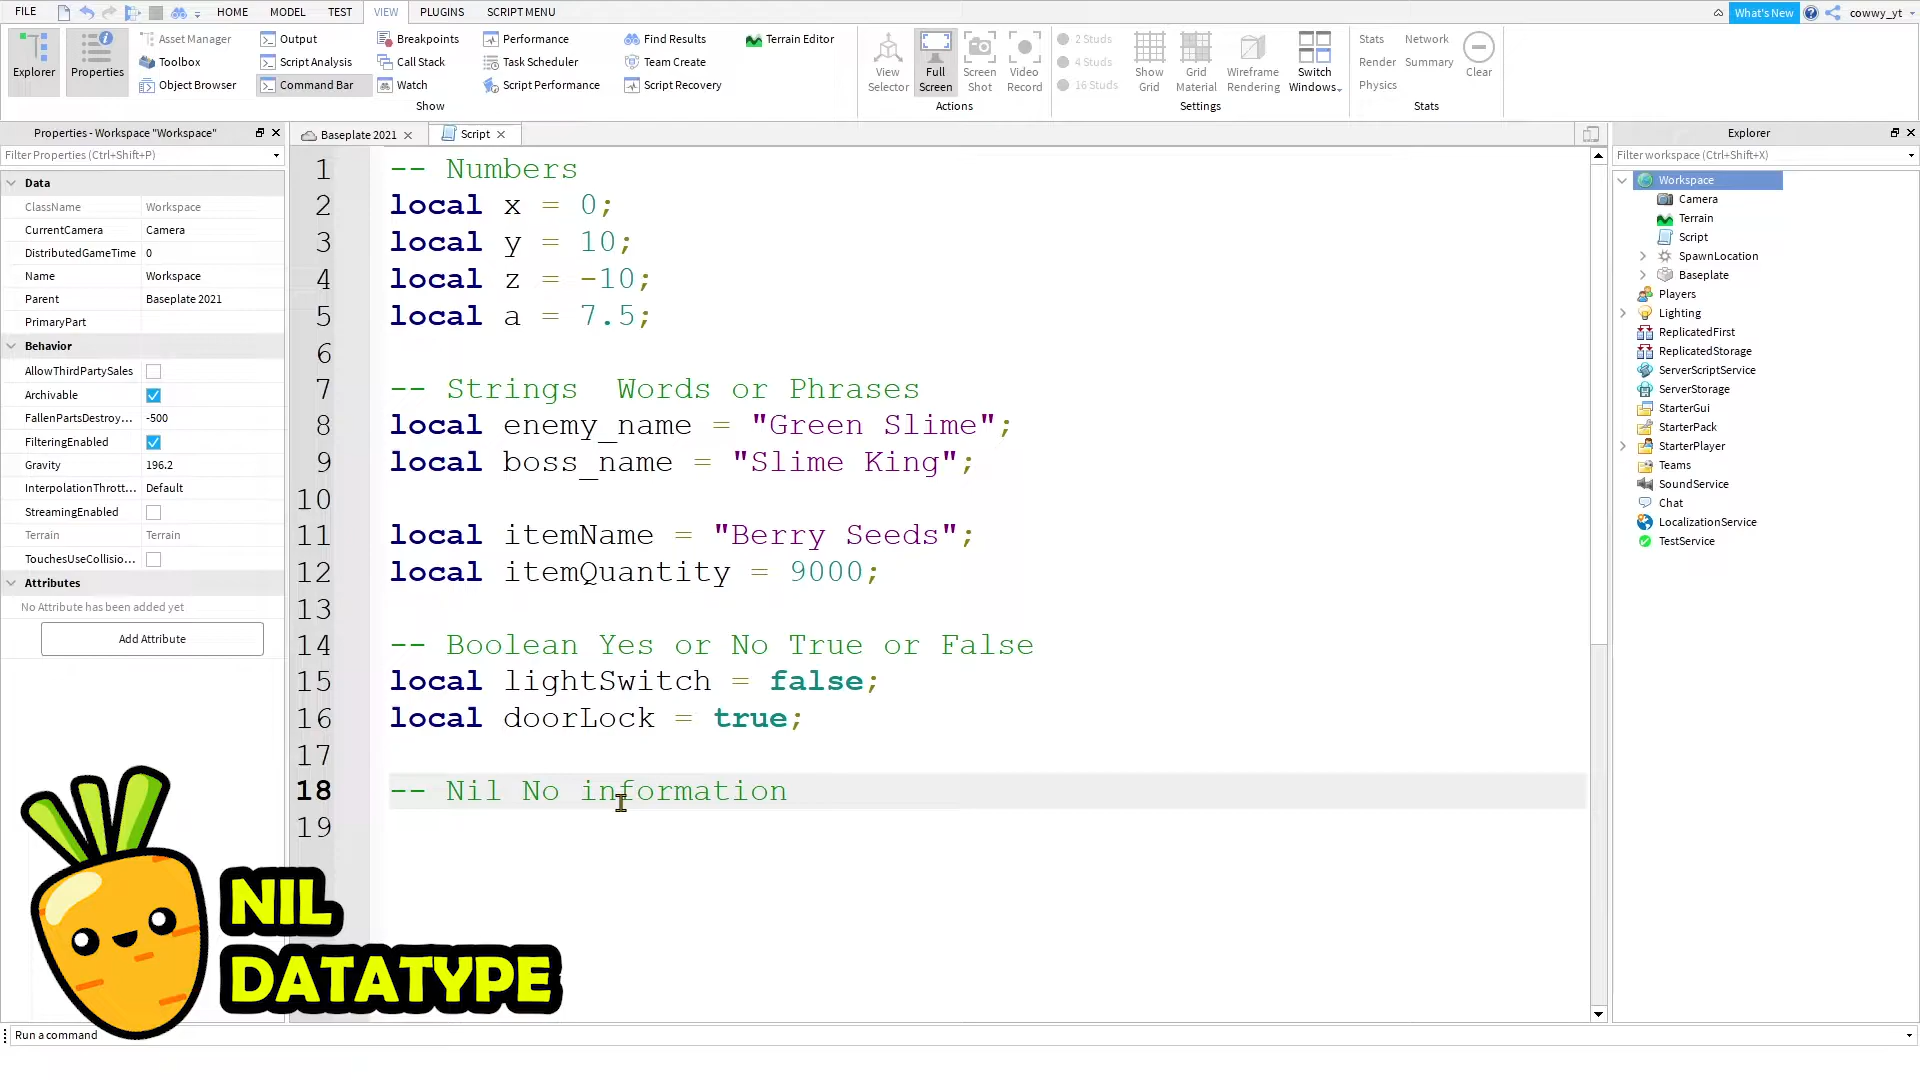 FILE HOME MODEL TEST VIEW PLUGINS SCRIPT MENU What's New cowwy_yt
Explorer
Properties
Asset Manager
Toolbox
Object Browser
Output
Script Analysis
Command Bar
Breakpoints
Call Stack
Watch
Performance
Task Scheduler
Script Performance
Find Results
Team Create
Script Recovery
Terrain Editor
Show
View
Selector
Full
Screen
Screen
Shot
Video
Record
Actions
2 Studs
4 Studs
16 Studs
Show
Grid
Grid
Material
Wireframe
Rendering
Switch
Windows
Settings
Stats Network
Render Summary
Physics
Clear
Stats
Properties - Workspace "Workspace"
Filter Properties (Ctrl+Shift+P)
Data
ClassName Workspace
CurrentCamera Camera
DistributedGameTime 0
Name Workspace
Parent Baseplate 2021
PrimaryPart
Behavior
AllowThirdPartySales
Archivable
FallenPartsDestroy... -500
FilteringEnabled
Gravity 196.2
InterpolationThrott... Default
StreamingEnabled
Terrain Terrain
TouchesUseCollisio...
Attributes
No Attribute has been added yet
Add Attribute
Baseplate 2021 Script
1 -- Numbers
2 local x = 0;
3 local y = 10;
4 local z = -10;
5 local a = 7.5;
6
7 -- Strings  Words or Phrases
8 local enemy_name = "Green Slime";
9 local boss_name = "Slime King";
10
11 local itemName = "Berry Seeds";
12 local itemQuantity = 9000;
13
14 -- Boolean Yes or No True or False
15 local lightSwitch = false;
16 local doorLock = true;
17
18 -- Nil No information
19
NIL
DATATYPE
Explorer
Filter workspace (Ctrl+Shift+X)
Workspace
Camera
Terrain
Script
SpawnLocation
Baseplate
Players
Lighting
ReplicatedFirst
ReplicatedStorage
ServerScriptService
ServerStorage
StarterGui
StarterPack
StarterPlayer
Teams
SoundService
Chat
LocalizationService
TestService
Run a command